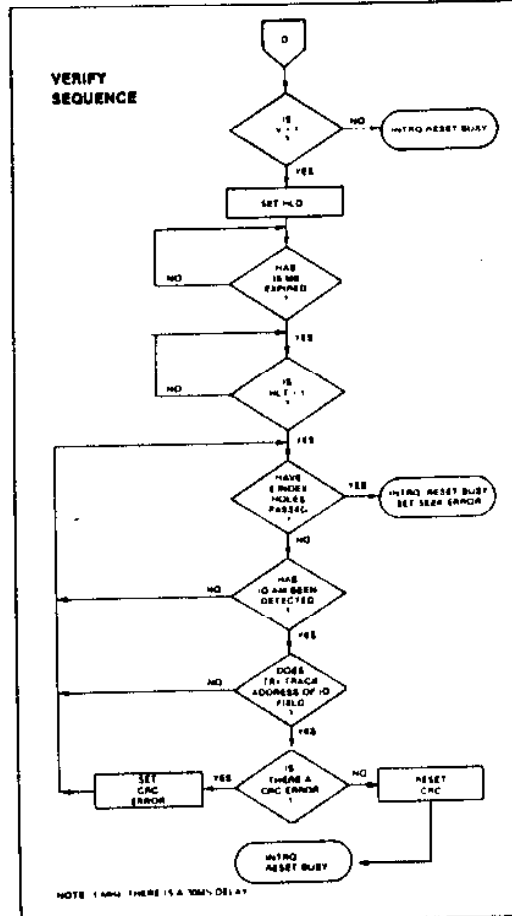 VERIFY
SEQUENCE
D
IS
V = 1
?
NO
INTRQ RESET BUSY
YES
SET HLD
HAS
15 MS
EXPIRED
?
NO
YES
IS
HLT = 1
?
NO
YES
HAVE
INDEX
HOLES
PASSED
?
YES
INTRQ RESET BUSY
SET SEEK ERROR
NO
HAS
ID AM BEEN
DETECTED
?
NO
YES
DOES
TR = TRACK
ADDRESS OF ID
FIELD
?
NO
YES
IS
THERE A
CRC ERROR
?
YES
SET
CRC
ERROR
NO
RESET
CRC
INTRQ
RESET BUSY
NOTE THERE IS A 30MS DELAY